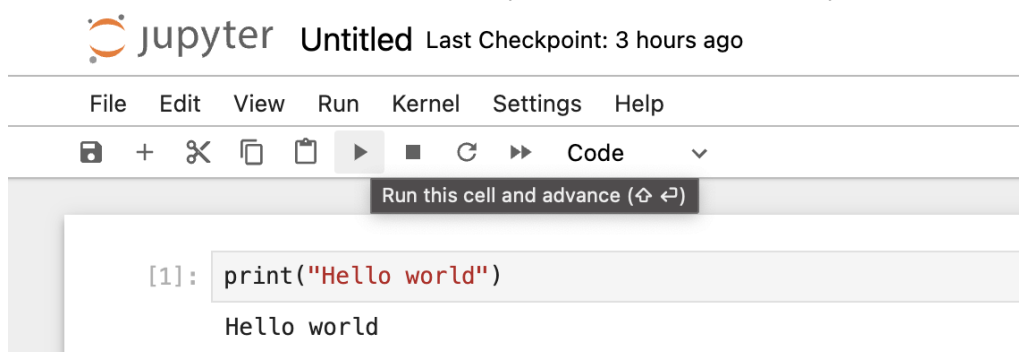 jupyter Untitled Last Checkpoint: 3 hours ago
File Edit View Run Kernel Settings Help
Code
Run this cell and advance (⇧ ⏎)
[1]: print("Hello world")
Hello world